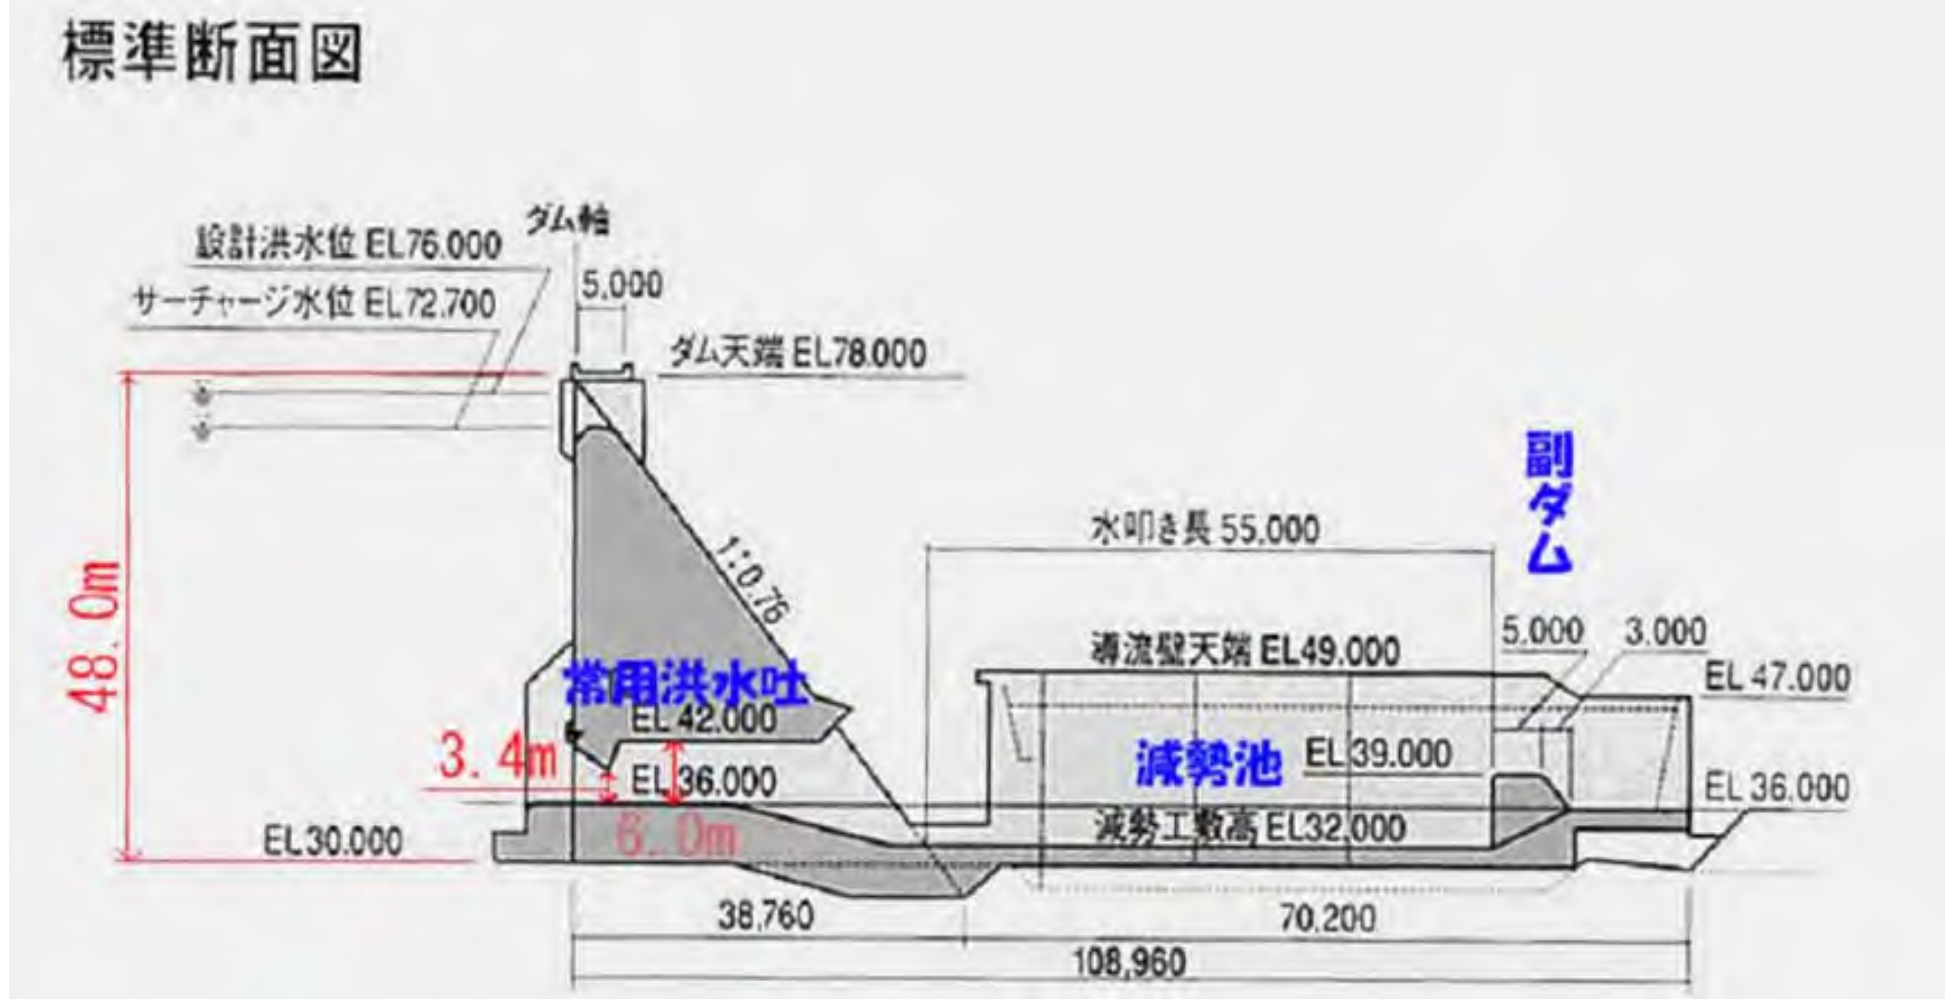 標準断面図
ダム軸
設計洪水位 EL76.000
5,000
サーチャージ水位 EL72.700
ダム天端 EL78.000
副ダム
水叩き長 55,000
1:0.76
48.0m
導流壁天端 EL49.000
5.000
3.000
EL 47.000
常用洪水吐
EL 42.000
3.4m
減勢池
EL39.000
EL 36.000
EL 36.000
6.0m
減勢工敷高 EL32.000
EL30.000
38,760
70,200
108,960